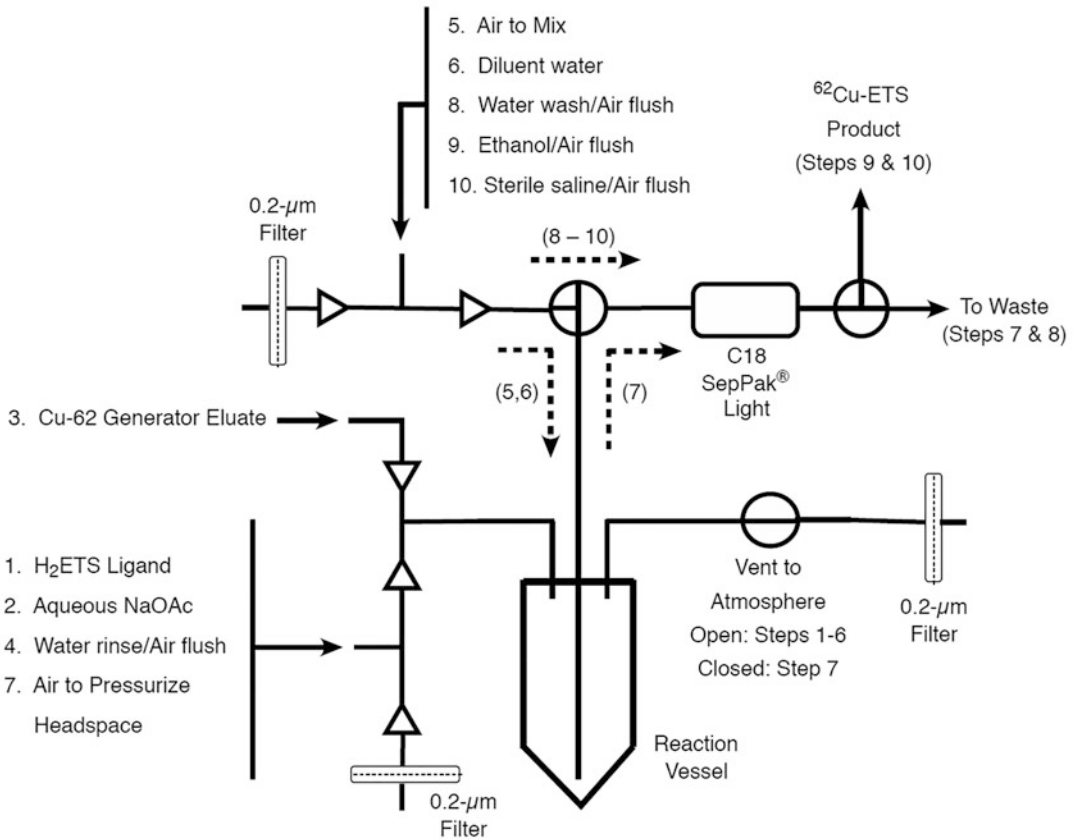 5. Air to Mix
6. Diluent water
8. Water wash/Air flush
9. Ethanol/Air flush
10. Sterile saline/Air flush
⁶²Cu-ETS
Product
(Steps 9 & 10)
0.2-µm
Filter
(8 – 10)
To Waste
(Steps 7 & 8)
C18
SepPak®
Light
(5,6)
(7)
3. Cu-62 Generator Eluate
1. H₂ETS Ligand
2. Aqueous NaOAc
4. Water rinse/Air flush
7. Air to Pressurize
Headspace
Vent to
Atmosphere
Open: Steps 1-6
Closed: Step 7
0.2-µm
Filter
Reaction
Vessel
0.2-µm
Filter